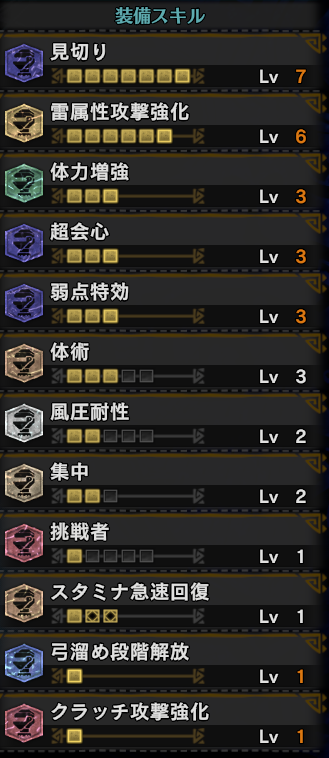 装備スキル
見切り
Lv 7
雷属性攻撃強化
Lv 6
体力増強
Lv 3
超会心
Lv 3
弱点特効
Lv 3
体術
Lv 3
風圧耐性
Lv 2
集中
Lv 2
挑戦者
Lv 1
スタミナ急速回復
Lv 1
弓溜め段階解放
Lv 1
クラッチ攻撃強化
Lv 1